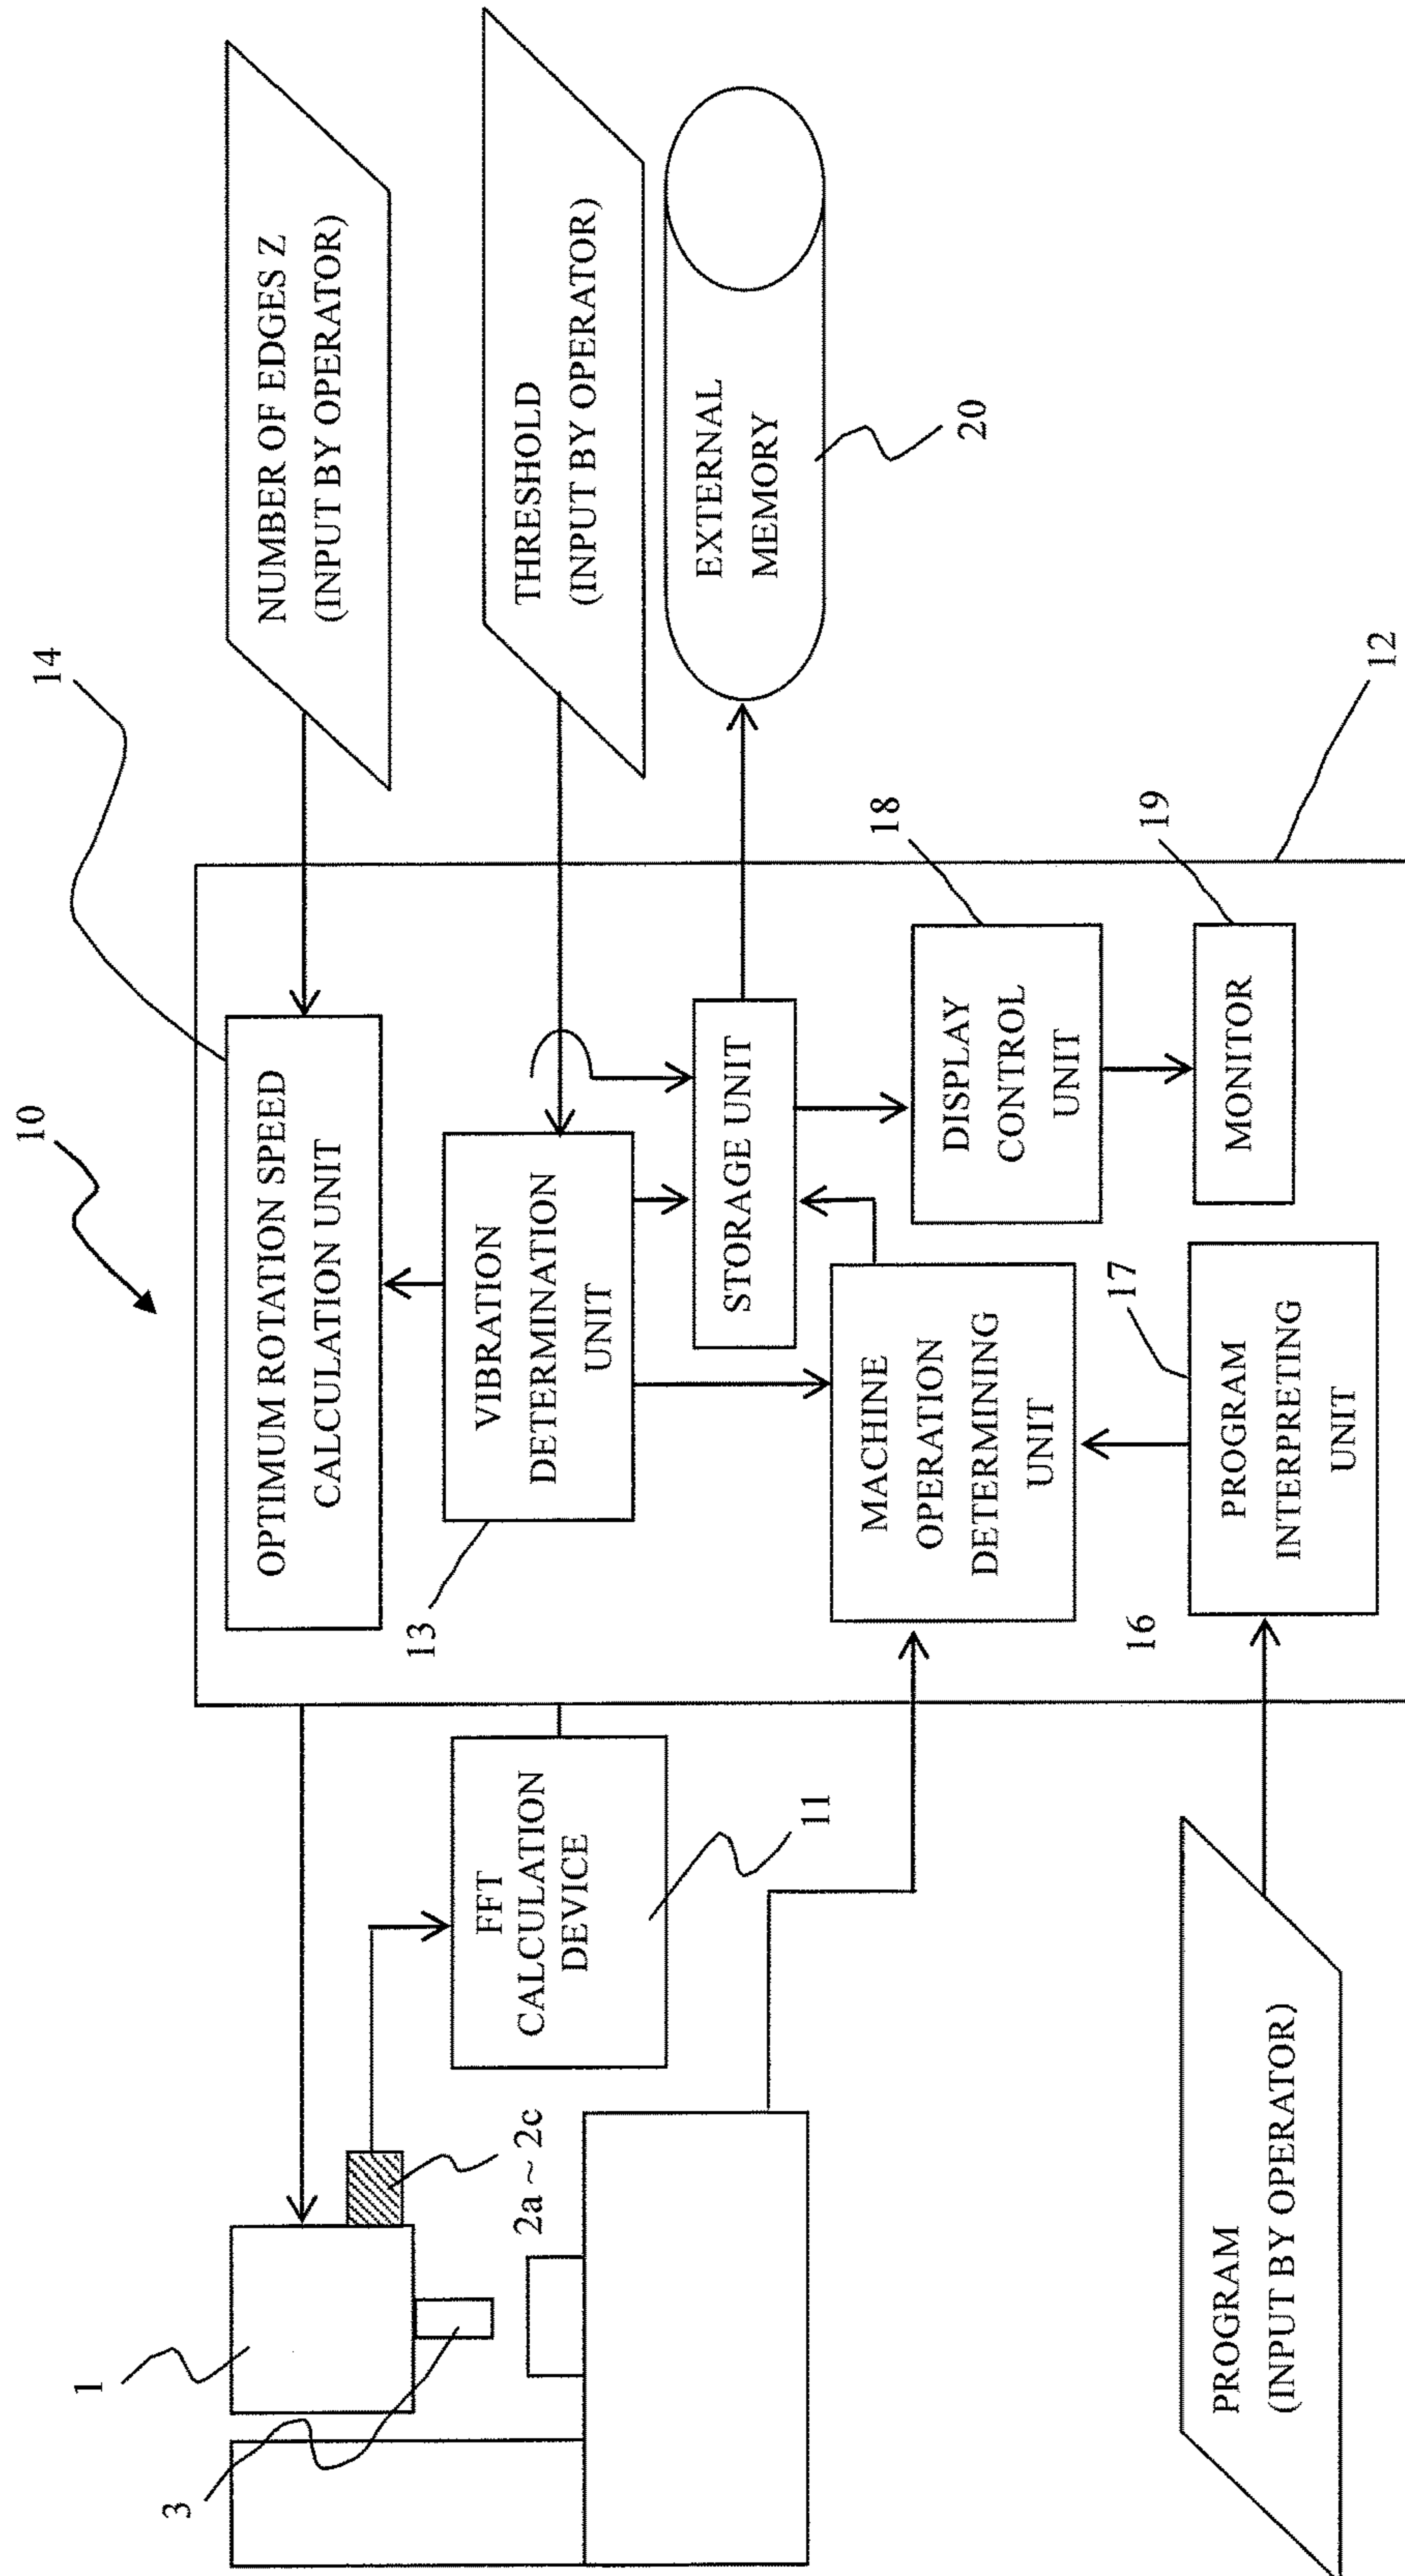 10
14
NUMBER OF EDGES Z
(INPUT BY OPERATOR)
OPTIMUM ROTATION SPEED
CALCULATION UNIT
1
3
2a ~ 2c
FFT
CALCULATION
DEVICE
11
13
VIBRATION
DETERMINATION
UNIT
THRESHOLD
(INPUT BY OPERATOR)
STORAGE UNIT
EXTERNAL
MEMORY
20
MACHINE
OPERATION
DETERMINING
UNIT
16
18
DISPLAY
CONTROL
UNIT
17
PROGRAM
INTERPRETING
UNIT
19
MONITOR
12
PROGRAM
(INPUT BY OPERATOR)